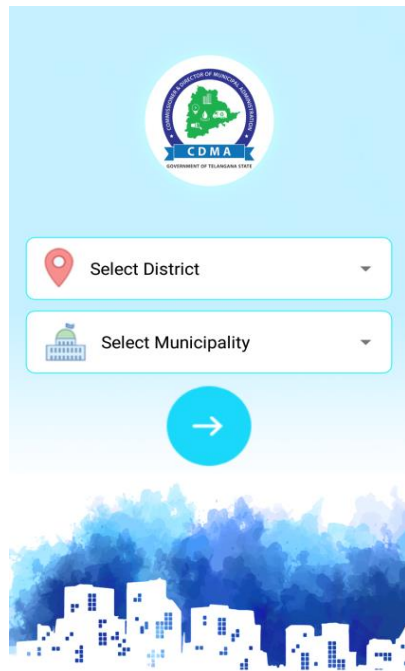 COMMISSIONER & DIRECTOR OF MUNICIPAL ADMINISTRATION
CDMA
GOVERNMENT OF TELANGANA STATE
Select District
Select Municipality